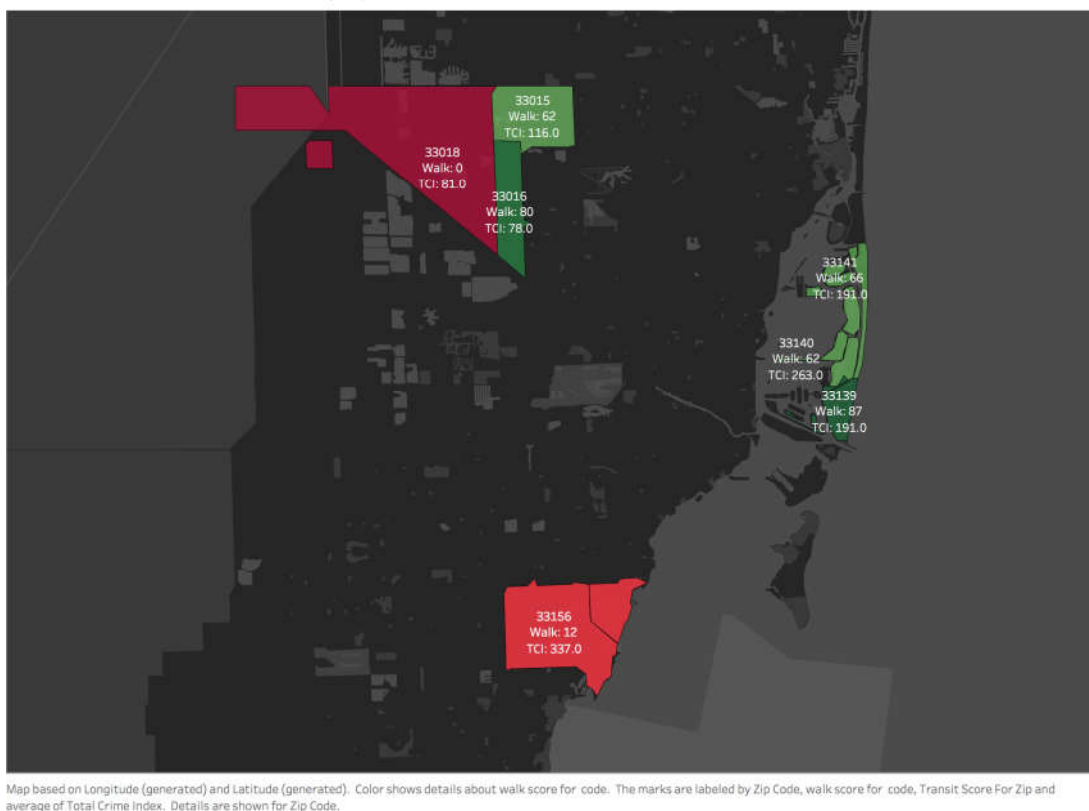 33015
Walk: 62
TCI: 116.0
33018
Walk: 0
TCI: 81.0
33016
Walk: 80
TCI: 78.0
33141
Walk: 66
TCI: 191.0
33140
Walk: 62
TCI: 263.0
33139
Walk: 87
TCI: 191.0
33156
Walk: 12
TCI: 337.0
Map based on Longitude (generated) and Latitude (generated). Color shows details about walk score for code. The marks are labeled by Zip Code, walk score for code, Transit Score For Zip and
average of Total Crime Index. Details are shown for Zip Code.